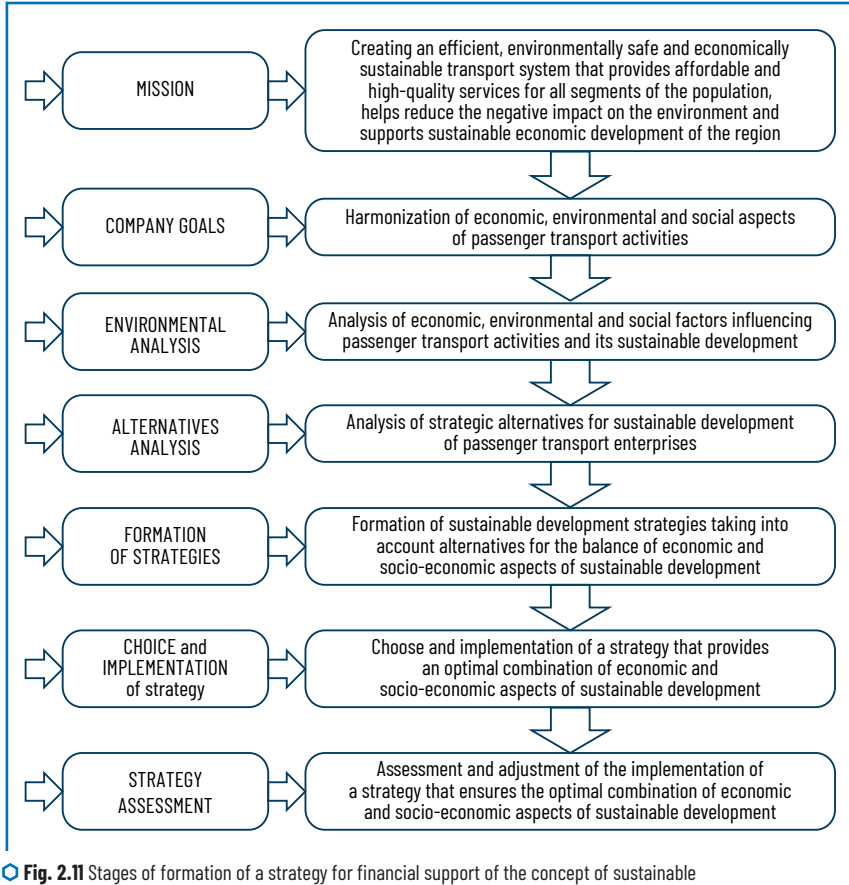 MISSION
Creating an efficient, environmentally safe and economically
sustainable transport system that provides affordable and
high-quality services for all segments of the population,
helps reduce the negative impact on the environment and
supports sustainable economic development of the region
COMPANY GOALS
Harmonization of economic, environmental and social aspects
of passenger transport activities
ENVIRONMENTAL
ANALYSIS
Analysis of economic, environmental and social factors influencing
passenger transport activities and its sustainable development
ALTERNATIVES
ANALYSIS
Analysis of strategic alternatives for sustainable development
of passenger transport enterprises
FORMATION
OF STRATEGIES
Formation of sustainable development strategies taking into
account alternatives for the balance of economic and
socio-economic aspects of sustainable development
CHOICE and
IMPLEMENTATION
of strategy
Choose and implementation of a strategy that provides
an optimal combination of economic and
socio-economic aspects of sustainable development
STRATEGY
ASSESSMENT
Assessment and adjustment of the implementation of
a strategy that ensures the optimal combination of economic
and socio-economic aspects of sustainable development
Fig. 2.11 Stages of formation of a strategy for financial support of the concept of sustainable